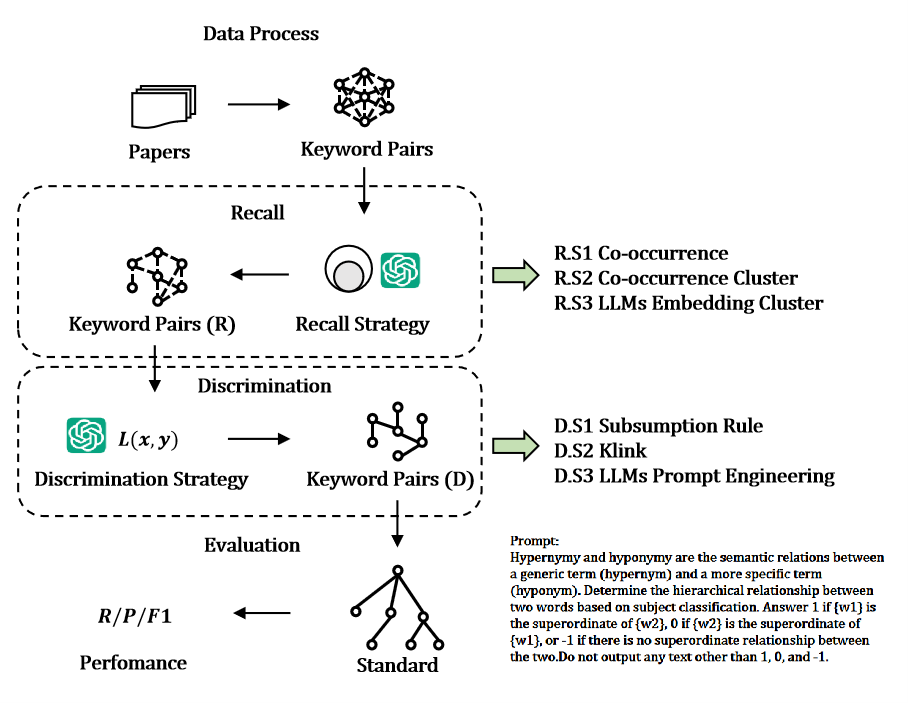 Data Process
Papers
Keyword Pairs
Recall
Keyword Pairs (R)
Recall Strategy
R.S1 Co-occurrence
R.S2 Co-occurrence Cluster
R.S3 LLMs Embedding Cluster
Discrimination
L(x, y)
Discrimination Strategy
Keyword Pairs (D)
D.S1 Subsumption Rule
D.S2 Klink
D.S3 LLMs Prompt Engineering
Evaluation
R/P/F1
Perfomance
Standard
Prompt:
Hypernymy and hyponymy are the semantic relations between
a generic term (hypernym) and a more specific term
(hyponym). Determine the hierarchical relationship between
two words based on subject classification. Answer 1 if {w1} is
the superordinate of {w2}, 0 if {w2} is the superordinate of
{w1}, or -1 if there is no superordinate relationship between
the two.Do not output any text other than 1, 0, and -1.